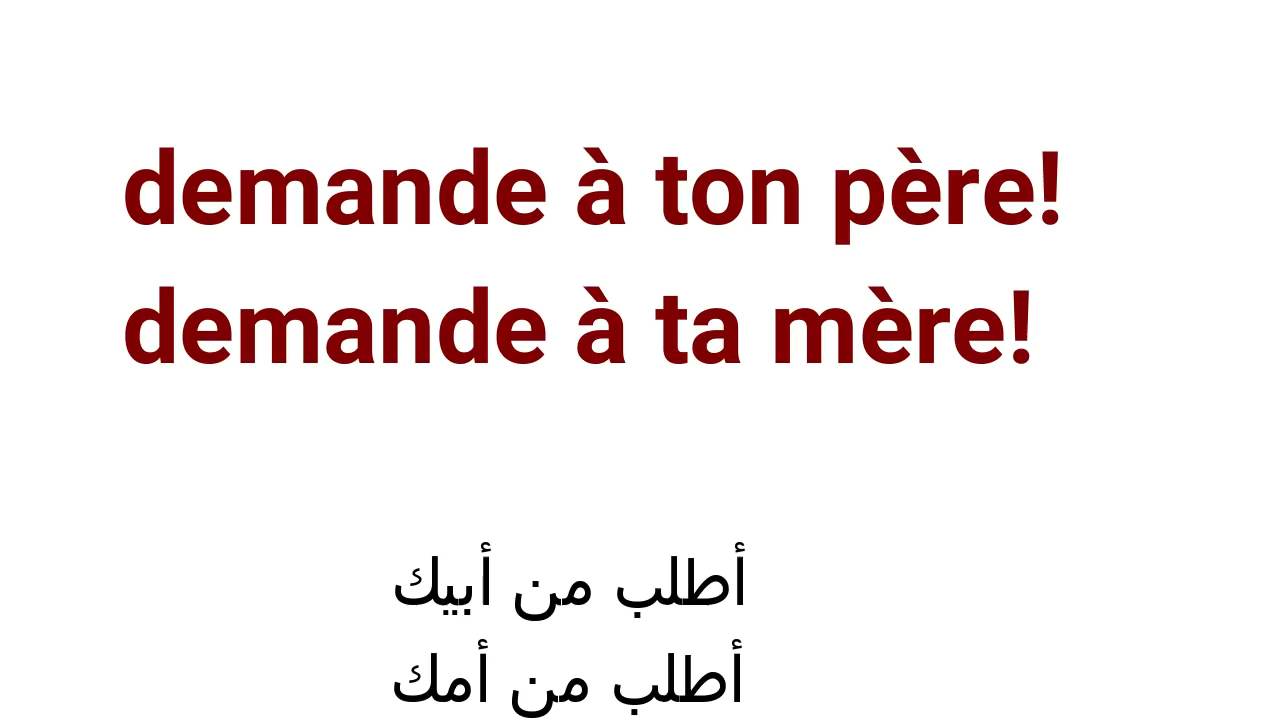 demande à ton père!
demande à ta mère!
أطلب من أبيك
أطلب من أمك